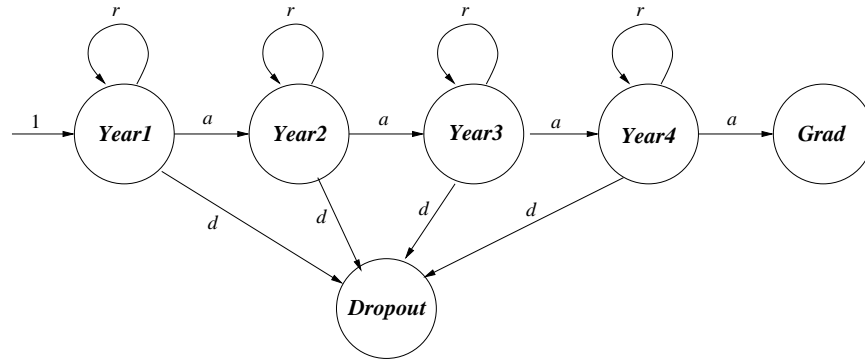 r r r r
1 Year1 a Year2 a Year3 a Year4 a Grad
d d d d
Dropout